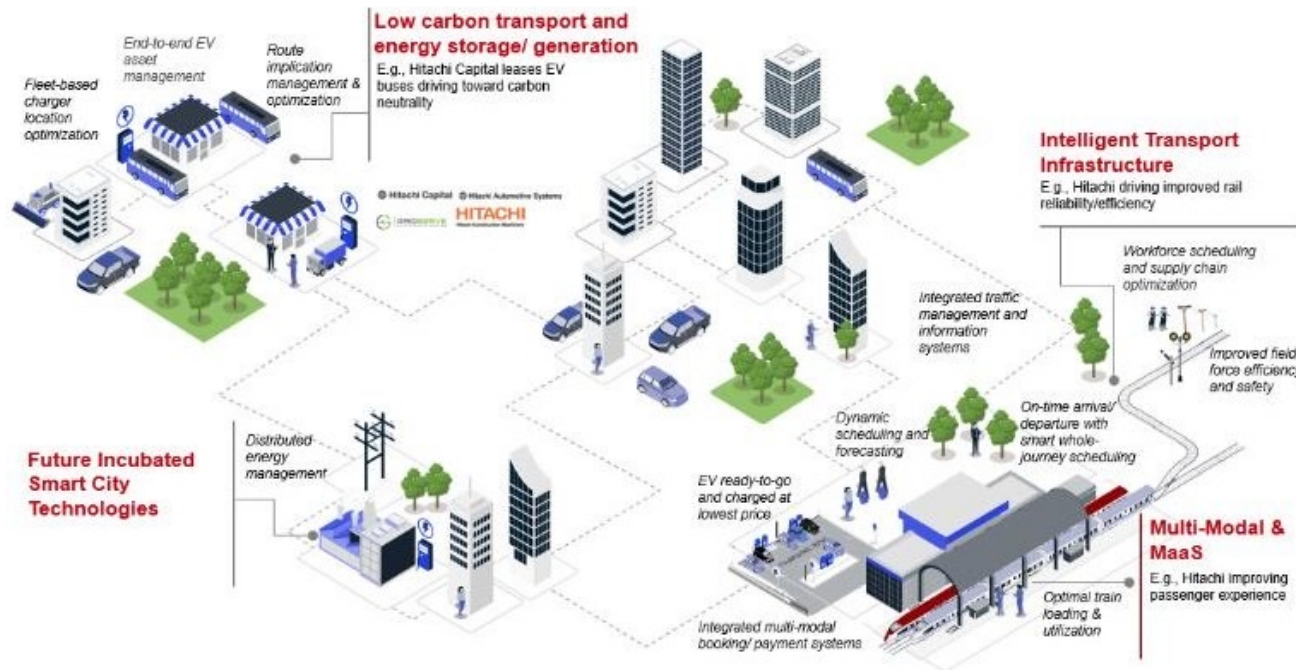 Low carbon transport and
energy storage/ generation
E.g., Hitachi Capital leases EV
buses driving toward carbon
neutrality
End-to-end EV
asset
management
Route
implication
management &
optimization
Fleet-based
charger
location
optimization
Hitachi Capital
Hitachi Automotive Systems
GRIDSERVE
HITACHI
Hitachi Construction Machinery
Intelligent Transport
Infrastructure
E.g., Hitachi driving improved rail
reliability/efficiency
Workforce scheduling
and supply chain
optimization
Integrated traffic
management and
information
systems
Improved field
force efficiency
and safety
Dynamic
scheduling and
forecasting
On-time arrival/
departure with
smart whole-
journey scheduling
Future Incubated
Smart City
Technologies
Distributed
energy
management
EV ready-to-go
and charged at
lowest price
Multi-Modal &
MaaS
E.g., Hitachi improving
passenger experience
Optimal train
loading &
utilization
Integrated multi-modal
booking/ payment systems